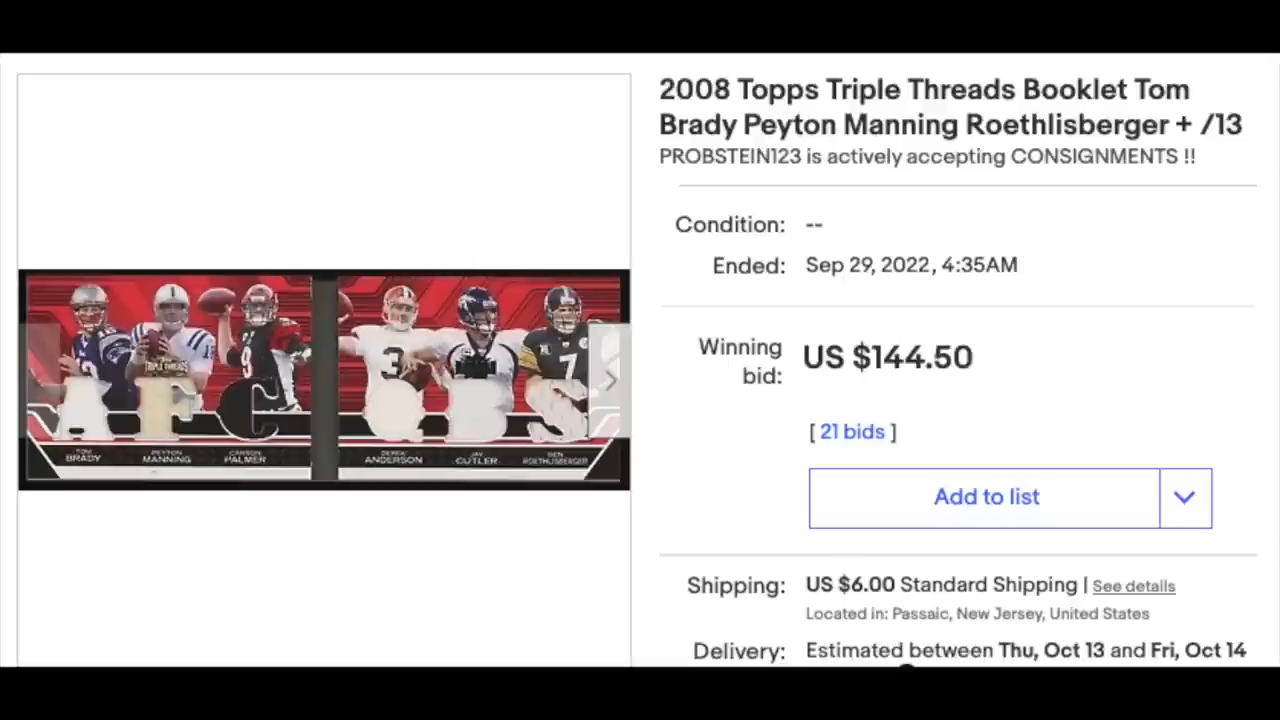 2008 Topps Triple Threads Booklet Tom
Brady Peyton Manning Roethlisberger + /13
PROBSTEIN123 is actively accepting CONSIGNMENTS !!
Condition: --
Ended: Sep 29, 2022, 4:35AM
Winning
bid: US $144.50
[ 21 bids ]
Add to list
Shipping: US $6.00 Standard Shipping | See details
Located in: Passaic, New Jersey, United States
Delivery: Estimated between Thu, Oct 13 and Fri, Oct 14
TRIPLE THREADS
A F C Q B S
TOM BRADY
PEYTON MANNING
CARSON PALMER
DEREK ANDERSON
JAY CUTLER
BEN ROETHLISBERGER